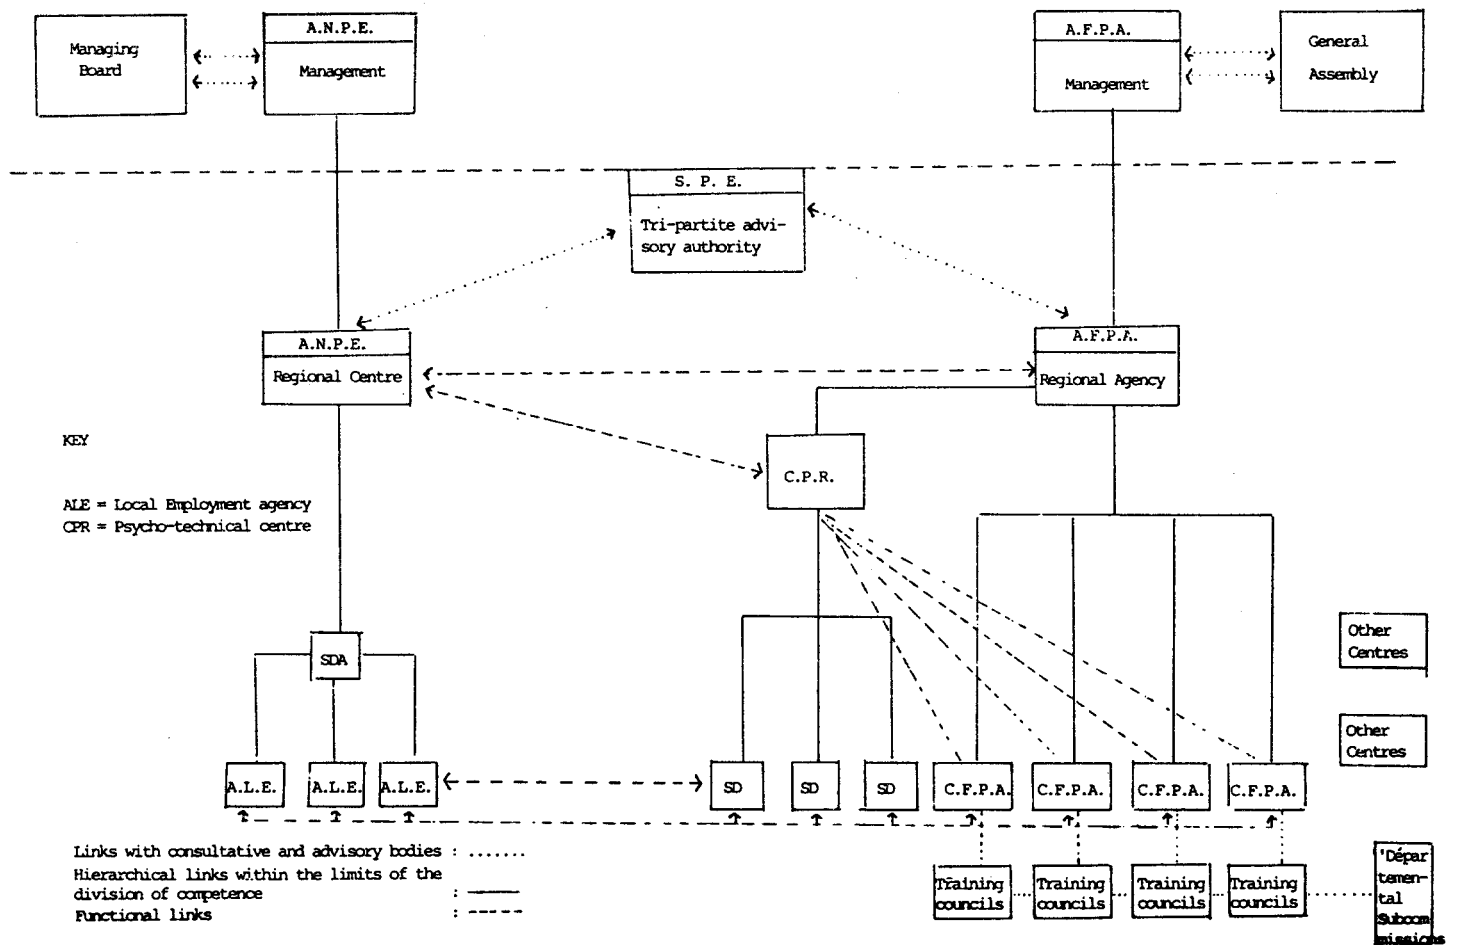 A.N.P.E.
Managing
Board
Management
A.F.P.A.
Management
General
Assembly
S. P. E.
Tri-partite advi-
sory authority
A.N.P.E.
Regional Centre
A.F.P.A.
Regional Agency
C.P.R.
KEY
ALE = Local Employment agency
CPR = Psycho-technical centre
SDA
Other
Centres
Other
Centres
A.L.E.
A.L.E.
A.L.E.
SD
SD
SD
C.F.P.A.
C.F.P.A.
C.F.P.A.
C.F.P.A.
Links with consultative and advisory bodies : .......
Hierarchical links within the limits of the
division of competence :
Functional links : ----
Training
councils
Training
councils
Training
councils
Training
councils
'Dépar
temen-
tal
Subcom
missions